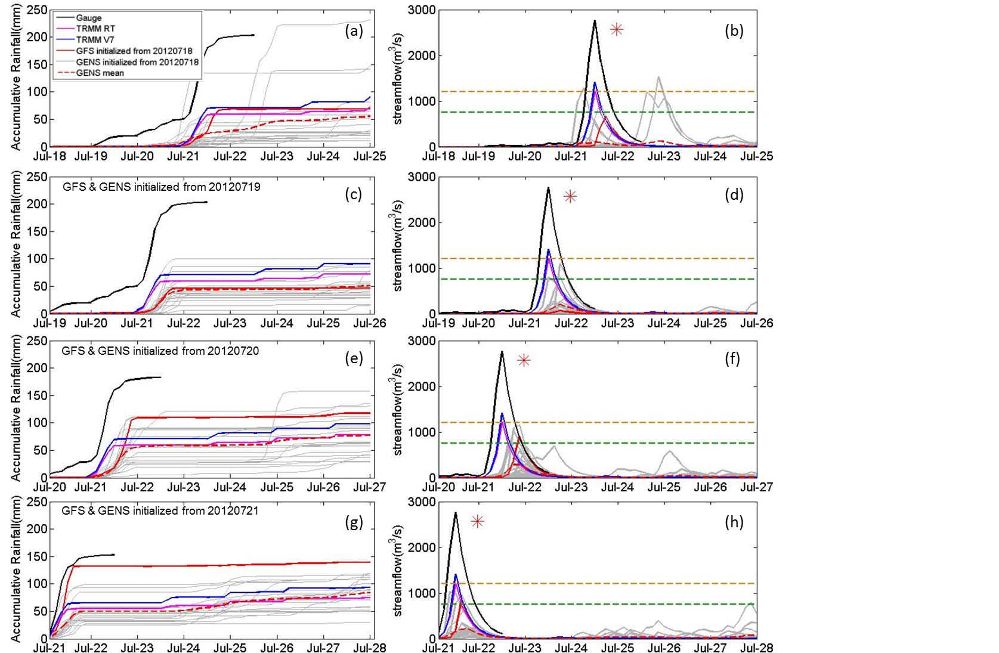 250
200
150
100
50
0
Accumulative Rainfall(mm)
Gauge
TRMM RT
TRMM V7
GFS initialized from 20120718
GENS initialized from 20120718
GENS mean
(a)
Jul-18 Jul-19 Jul-20 Jul-21 Jul-22 Jul-23 Jul-24 Jul-25
3000
2000
1000
0
streamflow(m³/s)
(b)
Jul-18 Jul-19 Jul-20 Jul-21 Jul-22 Jul-23 Jul-24 Jul-25
250
200
150
100
50
0
Accumulative Rainfall(mm)
GFS & GENS initialized from 20120719
(c)
Jul-19 Jul-20 Jul-21 Jul-22 Jul-23 Jul-24 Jul-25 Jul-26
3000
2000
1000
0
streamflow(m³/s)
(d)
Jul-19 Jul-20 Jul-21 Jul-22 Jul-23 Jul-24 Jul-25 Jul-26
250
200
150
100
50
0
Accumulative Rainfall(mm)
GFS & GENS initialized from 20120720
(e)
Jul-20 Jul-21 Jul-22 Jul-23 Jul-24 Jul-25 Jul-26 Jul-27
3000
2000
1000
0
streamflow(m³/s)
(f)
Jul-20 Jul-21 Jul-22 Jul-23 Jul-24 Jul-25 Jul-26 Jul-27
250
200
150
100
50
0
Accumulative Rainfall(mm)
GFS & GENS initialized from 20120721
(g)
Jul-21 Jul-22 Jul-23 Jul-24 Jul-25 Jul-26 Jul-27 Jul-28
3000
2000
1000
0
streamflow(m³/s)
(h)
Jul-21 Jul-22 Jul-23 Jul-24 Jul-25 Jul-26 Jul-27 Jul-28